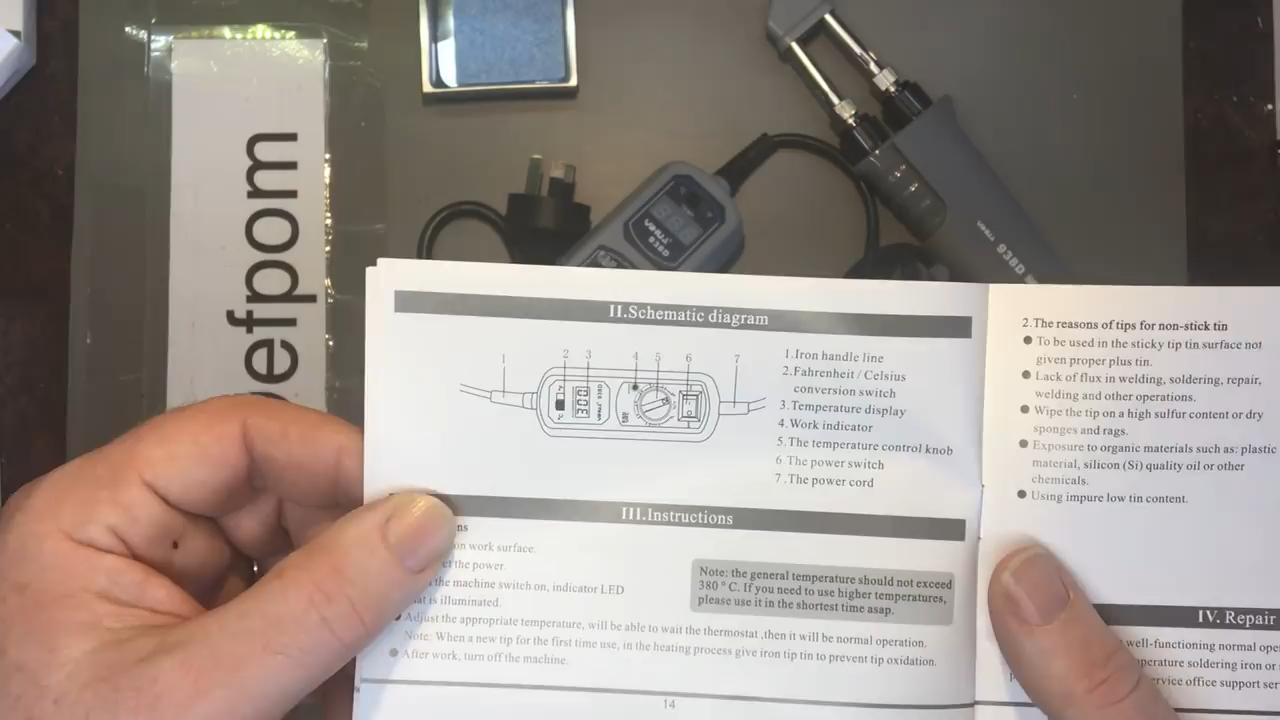 efpom
YIHUA
938D
YIHUA 938D
II.Schematic diagram
1 2 3 4 5 6 7
°F
°C
300
938D
1.Iron handle line
2.Fahrenheit / Celsius
conversion switch
3.Temperature display
4.Work indicator
5.The temperature control knob
6 The power switch
7.The power cord
III.Instructions
ns
on work surface.
the power.
the machine switch on, indicator LED
is illuminated.
Note: the general temperature should not exceed
380 ° C. If you need to use higher temperatures,
please use it in the shortest time asap.
● Adjust the appropriate temperature, will be able to wait the thermostat ,then it will be normal operation.
Note: When a new tip for the first time use, in the heating process give iron tip tin to prevent tip oxidation.
● After work, turn off the machine.
14
2.The reasons of tips for non-stick tin
● To be used in the sticky tip tin surface not
given proper plus tin.
● Lack of flux in welding, soldering, repair,
welding and other operations.
● Wipe the tip on a high sulfur content or dry
sponges and rags.
● Exposure to organic materials such as: plastic
material, silicon (Si) quality oil or other
chemicals.
● Using impure low tin content.
IV. Repair
well-functioning normal ope
perature soldering iron or
ervice office support ser